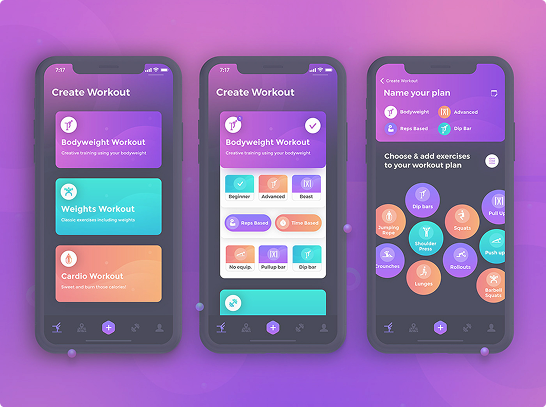 7:17
Create Workout
Bodyweight Workout
Creative training using your bodyweight
Weights Workout
Classic exercises including weights
Cardio Workout
Sweat and burn those calories!
7:17
Create Workout
Bodyweight Workout
Creative training using your bodyweight
Beginner
Advanced
Beast
Reps Based
Time Based
No equip.
Pullup bar
Dip bar
7:17
Create Workout
Name your plan
Bodyweight
Advanced
Reps Based
Dip Bar
Choose & add exercises
to your workout plan
Dip bars
Pull Up
Jumping
Rope
Squats
Shoulder
Press
Push up
Crounches
Rollouts
Lunges
Barbell
Squats